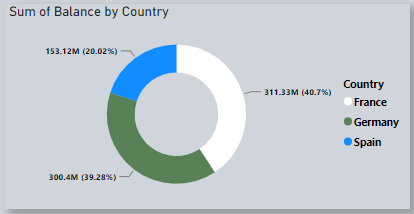 Sum of Balance by Country
153.12M (20.02%)
311.33M (40.7%)
Country
France
Germany
Spain
300.4M (39.28%)